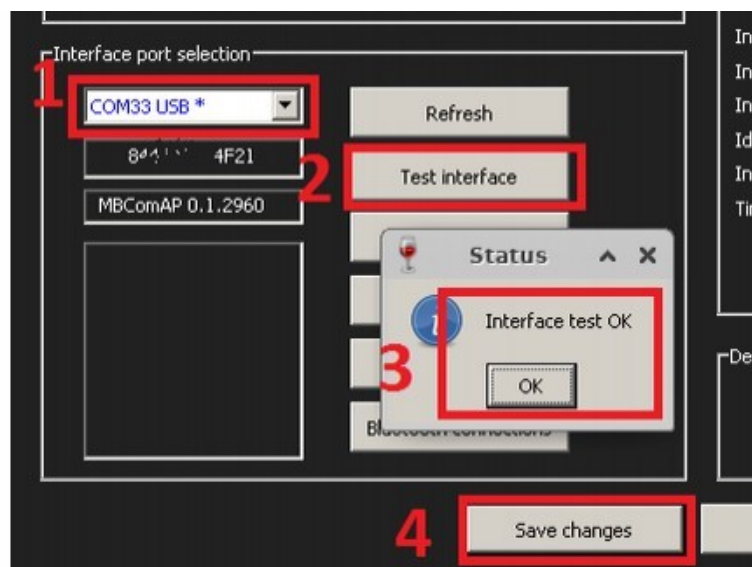 Interface port selection
1
COM33 USB *
Refresh
4F21
2
Test interface
MBComAP 0.1.2960
Status
Interface test OK
3
OK
4
Save changes
In
In
In
Id
In
Tir
De